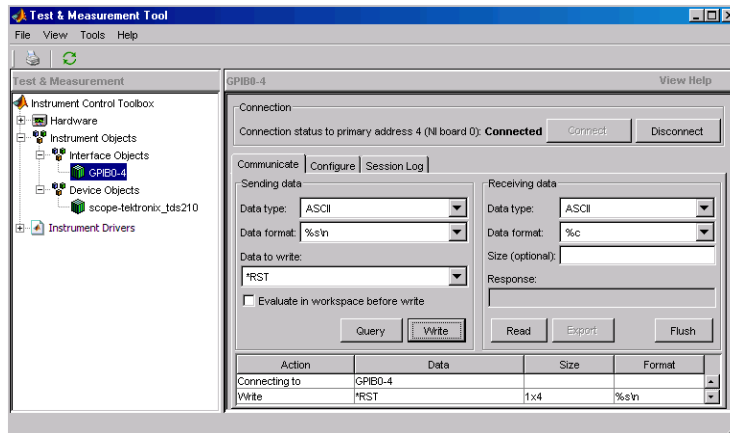 Test & Measurement Tool
File View Tools Help
Test & Measurement
GPIB0-4
View Help
Instrument Control Toolbox
Hardware
Instrument Objects
Interface Objects
GPIB0-4
Device Objects
scope-tektronix_tds210
Instrument Drivers
Connection
Connection status to primary address 4 (NI board 0): Connected
Connect
Disconnect
Communicate Configure Session Log
Sending data
Data type: ASCII
Data format: %s\n
Data to write:
*RST
Evaluate in workspace before write
Query Write
Receiving data
Data type: ASCII
Data format: %c
Size (optional):
Response:
Read Export Flush
Action Data Size Format
Connecting to GPIB0-4
Write *RST 1x4 %s\n